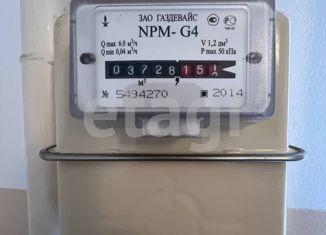 ЗАО ГАЗДЕВАЙС
NPM- G4
Q max 6.0 м³/ч
Q min 0,04 м³/ч
V 1,2 дм³
P max 50 кПа
03728151
м³
№ 5494270
2014
etagi